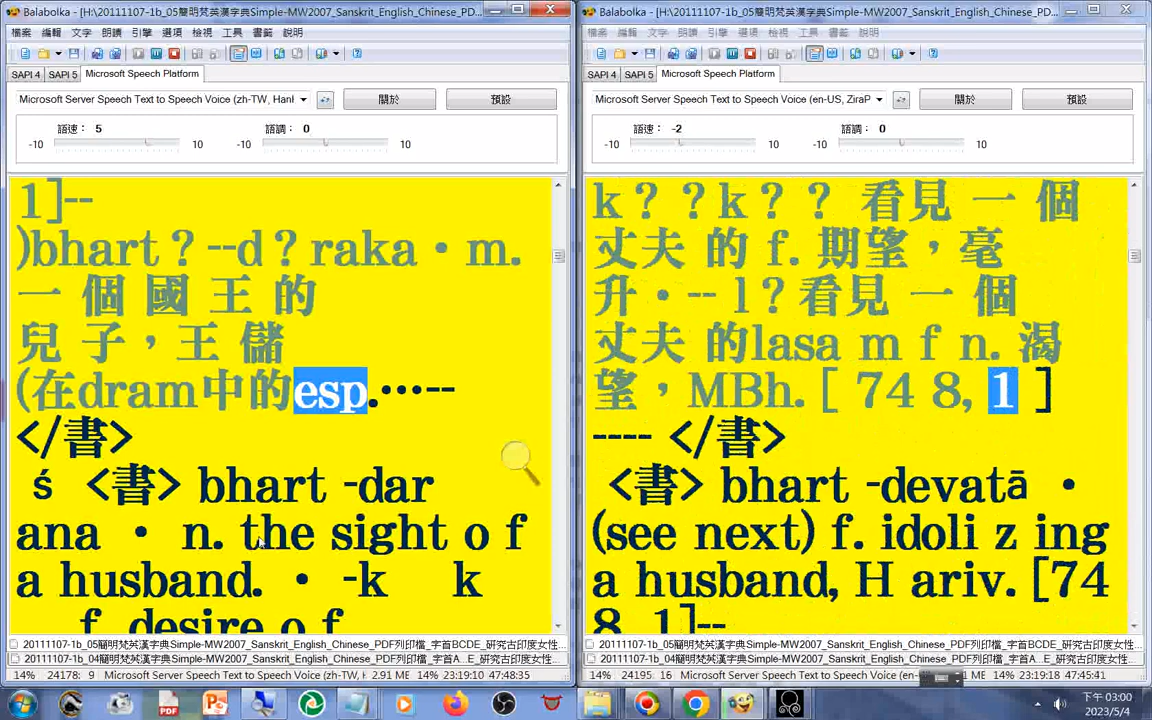 Balabolka - [H:\20111107-1b_05簡明梵英漢字典Simple-MW2007_Sanskrit_English_Chinese_PD...
檔案 編輯 文字 朗讀 引擎 選項 檢視 工具 書籤 說明
SAPI 4 SAPI 5 Microsoft Speech Platform
Microsoft Server Speech Text to Speech Voice (zh-TW, Hanl
關於
預設
語速： 5 語調： 0
-10 10 -10 10
1]--
)bhart？--d？raka‧m.
一 個 國 王 的
兒 子，王 儲
(在dram中的esp.‧‧‧--
</書>
ś <書> bhart -dar
ana ‧ n. the sight o f
a husband. ‧ -k k
f. desire o f
20111107-1b_05簡明梵英漢字典Simple-MW2007_Sanskrit_English_Chinese_PDF列印檔_字首BCDE_研究古印度女性...
20111107-1b_04簡明梵英漢字典Simple-MW2007_Sanskrit_English_Chinese_PDF列印檔_字首A...E_研究古印度女性...
14% 24178: 9 Microsoft Server Speech Text to Speech Voice (zh-TW, 2.91 ME 14% 23:19:10 47:48:35
Balabolka - [H:\20111107-1b_05簡明梵英漢字典Simple-MW2007_Sanskrit_English_Chinese_PD...
檔案 編輯 文字 朗讀 引擎 選項 檢視 工具 書籤 說明
SAPI 4 SAPI 5 Microsoft Speech Platform
Microsoft Server Speech Text to Speech Voice (en-US, ZiraP
關於
預設
語速： -2 語調： 0
-10 10 -10 10
k？？k？？ 看見 一 個
丈夫 的 f. 期望，毫
升‧-- l？看見 一 個
丈夫 的lasa m f n. 渴
望，MBh. [ 74 8, 1 ]
---- </書>
<書> bhart -devatā ‧
(see next) f. idoli z ing
a husband, H ariv. [74
8, 1]--
20111107-1b_05簡明梵英漢字典Simple-MW2007_Sanskrit_English_Chinese_PDF列印檔_字首BCDE_研究古印度女性...
20111107-1b_04簡明梵英漢字典Simple-MW2007_Sanskrit_English_Chinese_PDF列印檔_字首A...E_研究古印度女性...
14% 24195: 16 Microsoft Server Speech Text to Speech Voice (en-US 2.91 ME 14% 23:19:18 47:45:41
下午 03:00
2023/5/4